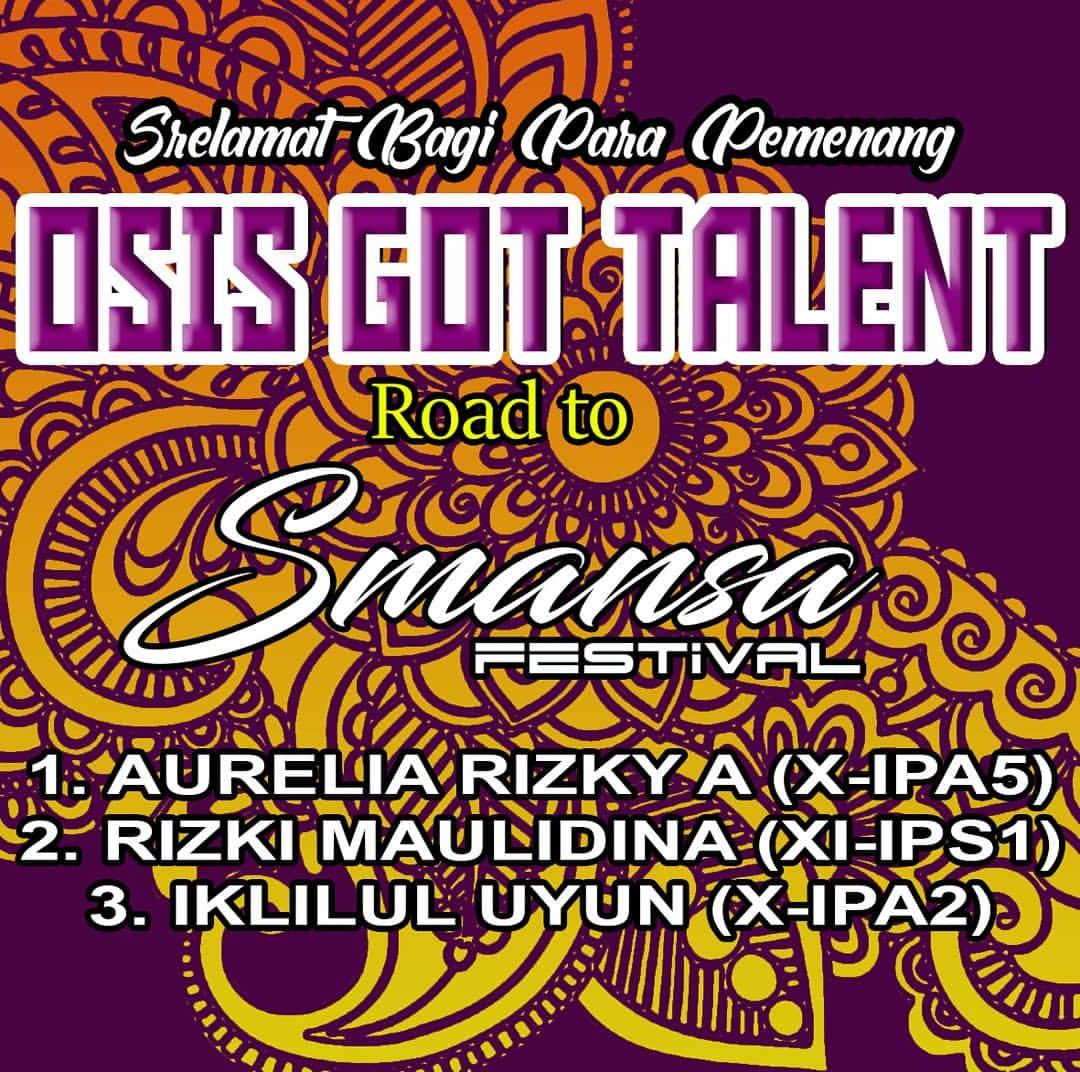 Srelamat Bagi Para Pemenang
OSIS GOT TALENT
Road to
Smansa
FESTiVAL
1. AURELIA RIZKY A (X-IPA5)
2. RIZKI MAULIDINA (XI-IPS1)
3. IKLILUL UYUN (X-IPA2)